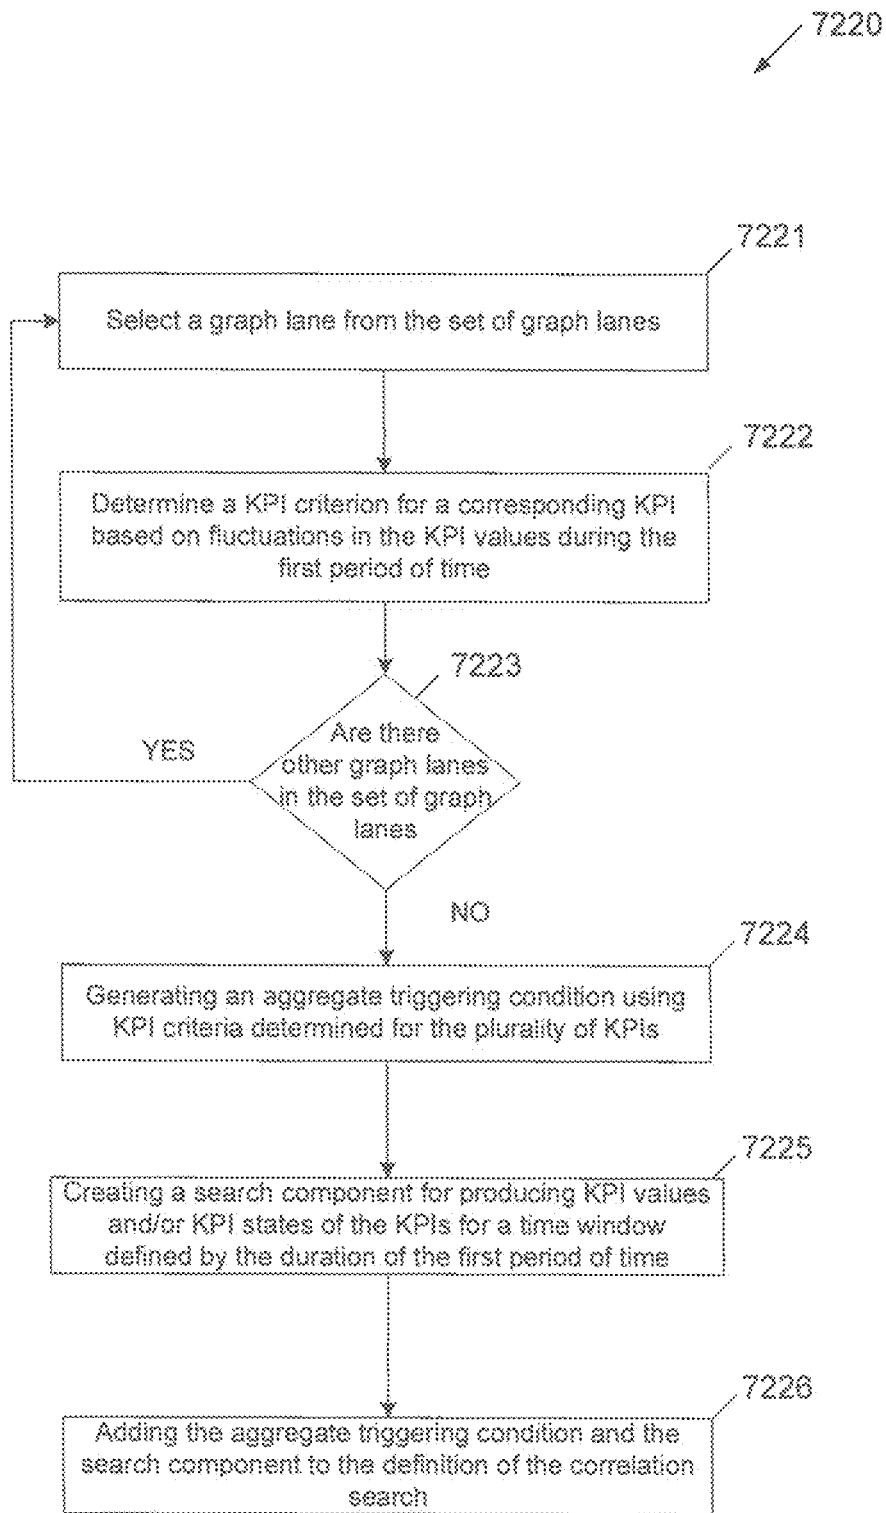 7220
7221
Select a graph lane from the set of graph lanes
7222
Determine a KPI criterion for a corresponding KPI
based on fluctuations in the KPI values during the
first period of time
7223
Are there
other graph lanes
in the set of graph
lanes
YES
NO
7224
Generating an aggregate triggering condition using
KPI criteria determined for the plurality of KPIs
7225
Creating a search component for producing KPI values
and/or KPI states of the KPIs for a time window
defined by the duration of the first period of time
7226
Adding the aggregate triggering condition and the
search component to the definition of the correlation
search